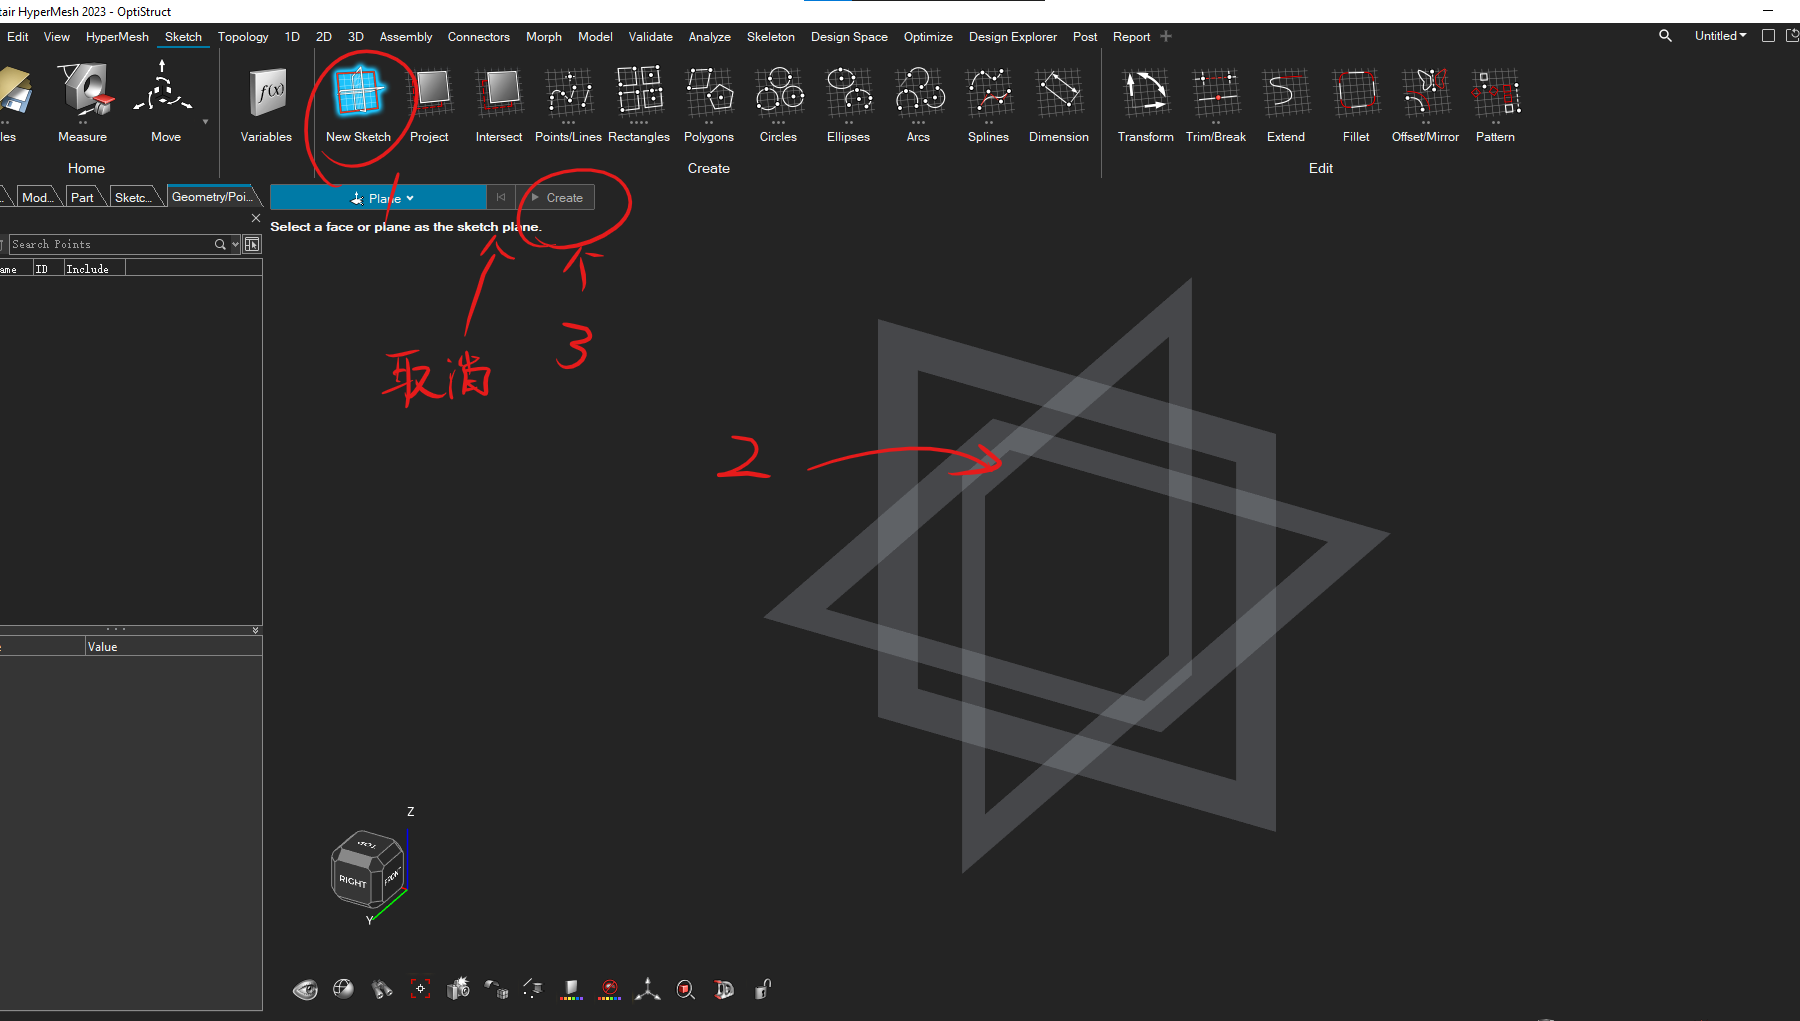 tair HyperMesh 2023 - OptiStruct
Edit View HyperMesh Sketch Topology 1D 2D 3D Assembly Connectors Morph Model Validate Analyze Skeleton Design Space Optimize Design Explorer Post Report Untitled
f(x)
les Measure Move Variables New Sketch Project Intersect Points/Lines Rectangles Polygons Circles Ellipses Arcs Splines Dimension Transform Trim/Break Extend Fillet Offset/Mirror Pattern
Home Create Edit
Mod... Part Sketc... Geometry/Poi... Plane Create
Select a face or plane as the sketch plane.
Search Points
ame ID Include
1
取消
3
2
Value
Z
TOP
RIGHT FRONT
Y